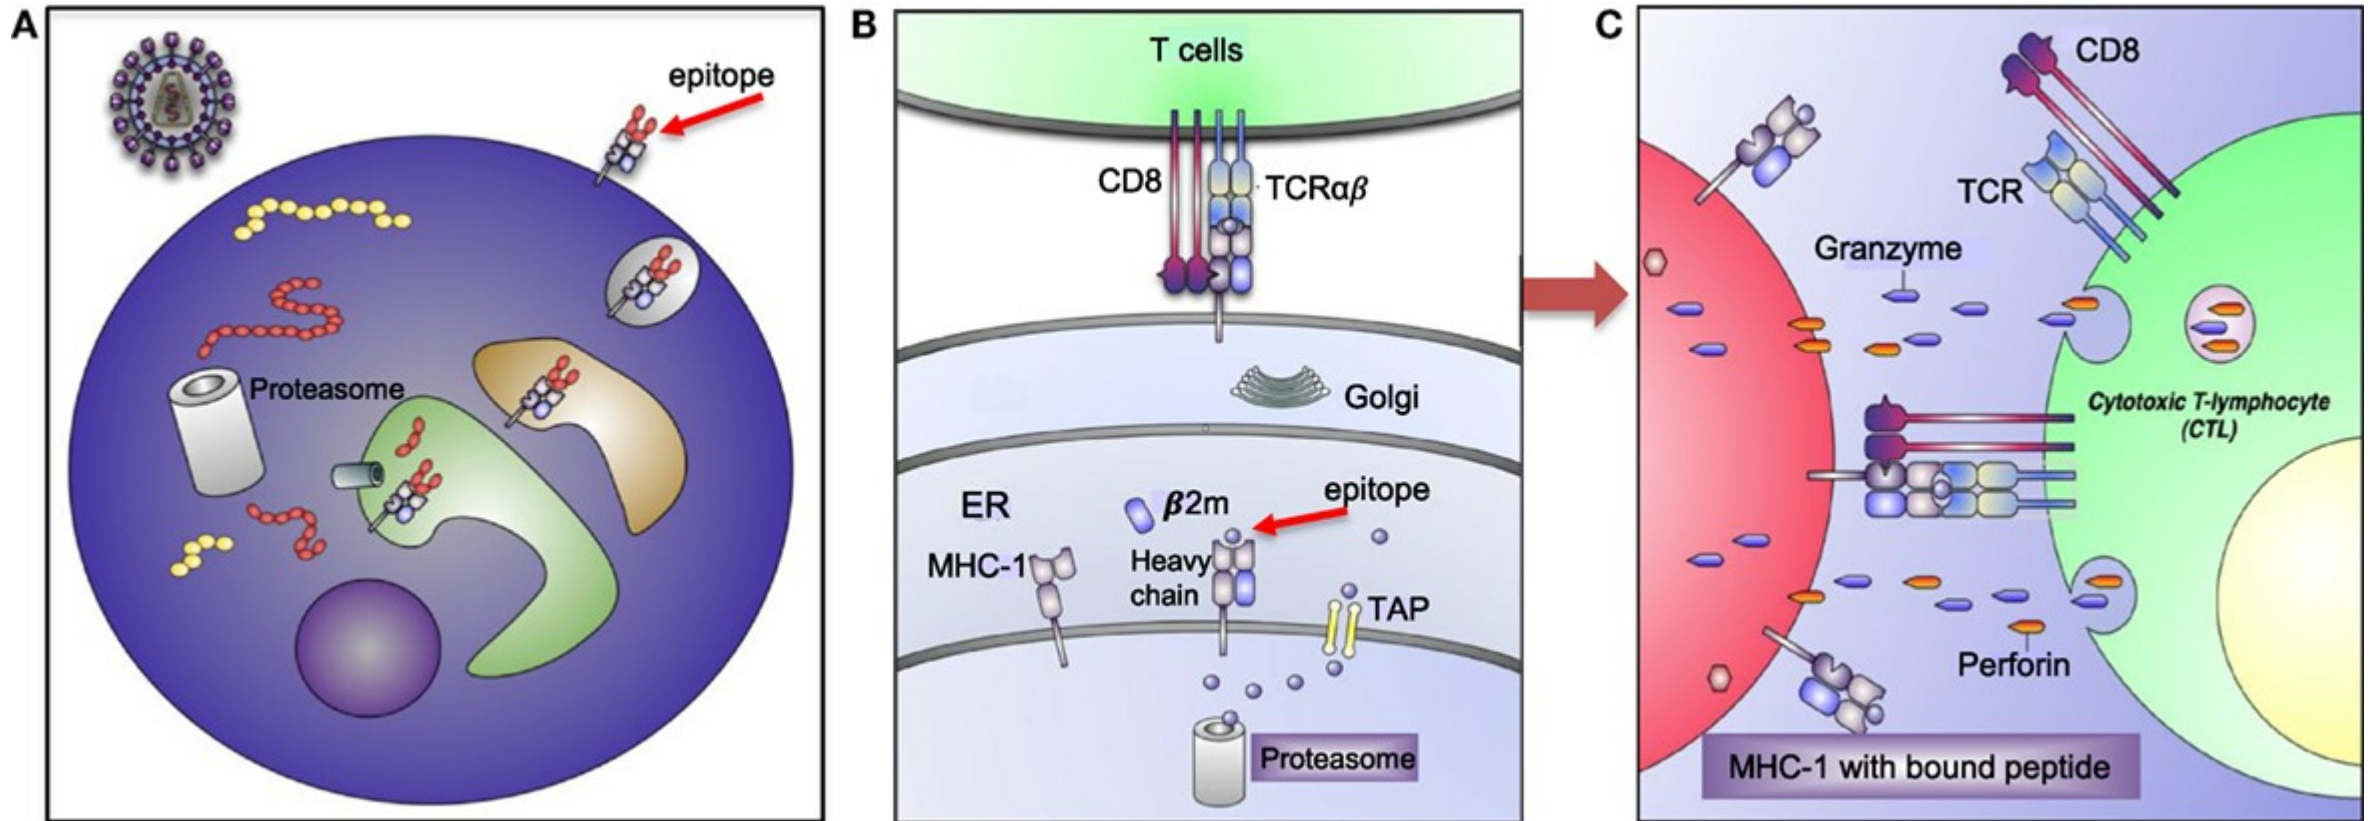 A
epitope
Proteasome
B
T cells
CD8
TCRαβ
Golgi
ER
β2m
epitope
MHC-1
Heavy
chain
TAP
Proteasome
C
CD8
TCR
Granzyme
Cytotoxic T-lymphocyte
(CTL)
Perforin
MHC-1 with bound peptide